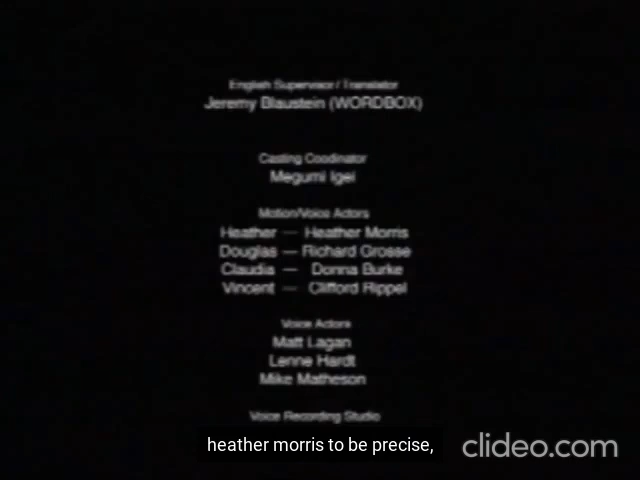 English Supervisor / Translator
Jeremy Blaustein (WORDBOX)
Casting Coodinator
Megumi Igei
Motion/Voice Actors
Heather — Heather Morris
Douglas — Richard Grosse
Claudia — Donna Burke
Vincent — Clifford Rippel
Voice Actors
Matt Lagan
Lenne Hardt
Mike Matheson
Voice Recording Studio
heather morris to be precise,
clideo.com